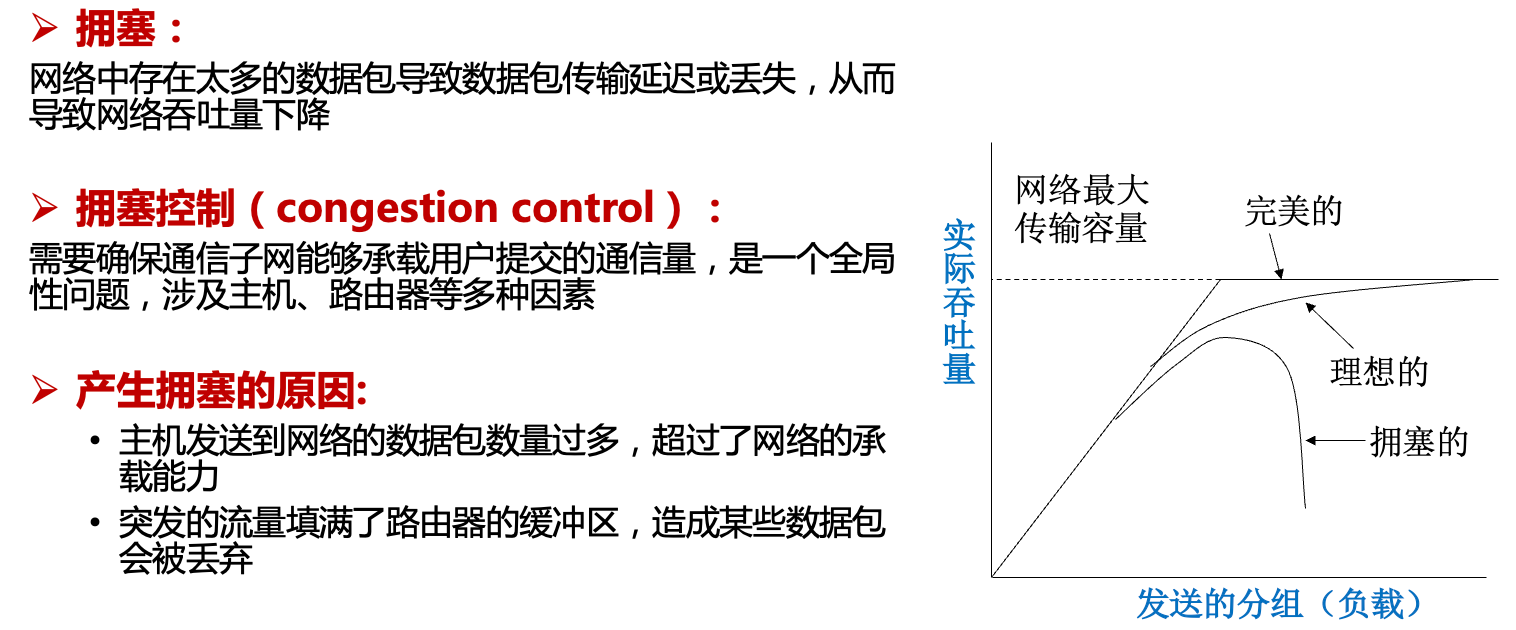 ➢ 拥塞：
网络中存在太多的数据包导致数据包传输延迟或丢失，从而
导致网络吞吐量下降
➢ 拥塞控制（congestion control）：
需要确保通信子网能够承载用户提交的通信量，是一个全局
性问题，涉及主机、路由器等多种因素
➢ 产生拥塞的原因:
• 主机发送到网络的数据包数量过多，超过了网络的承
载能力
• 突发的流量填满了路由器的缓冲区，造成某些数据包
会被丢弃
实际吞吐量
网络最大
传输容量
完美的
理想的
拥塞的
发送的分组（负载）